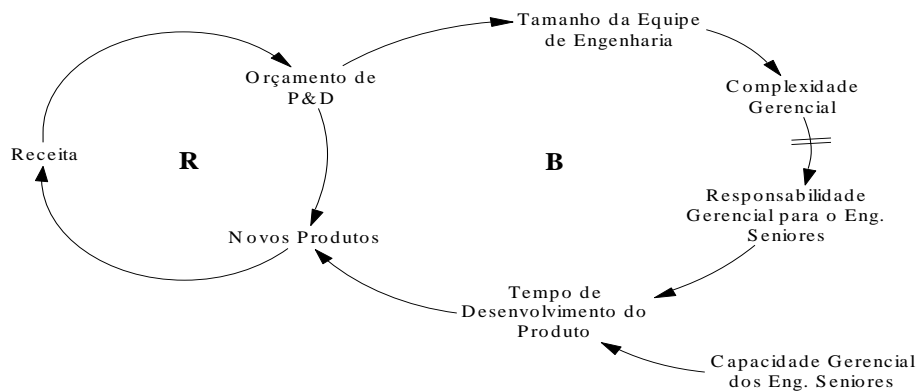 Tamanho da Equipe
de Engenharia
Orçamento de
P&D
Complexidade
Gerencial
Receita
R
B
Responsabilidade
Gerencial para o Eng.
Seniores
Novos Produtos
Tempo de
Desenvolvimento do
Produto
Capacidade Gerencial
dos Eng. Seniores